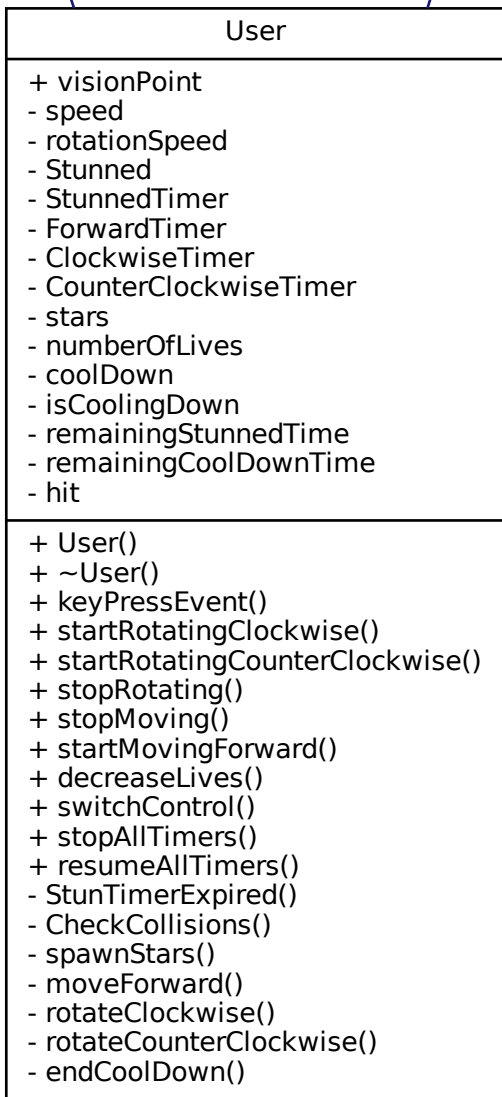 User
+ visionPoint
- speed
- rotationSpeed
- Stunned
- StunnedTimer
- ForwardTimer
- ClockwiseTimer
- CounterClockwiseTimer
- stars
- numberOfLives
- coolDown
- isCoolingDown
- remainingStunnedTime
- remainingCoolDownTime
- hit
+ User()
+ ~User()
+ keyPressEvent()
+ startRotatingClockwise()
+ startRotatingCounterClockwise()
+ stopRotating()
+ stopMoving()
+ startMovingForward()
+ decreaseLives()
+ switchControl()
+ stopAllTimers()
+ resumeAllTimers()
- StunTimerExpired()
- CheckCollisions()
- spawnStars()
- moveForward()
- rotateClockwise()
- rotateCounterClockwise()
- endCoolDown()